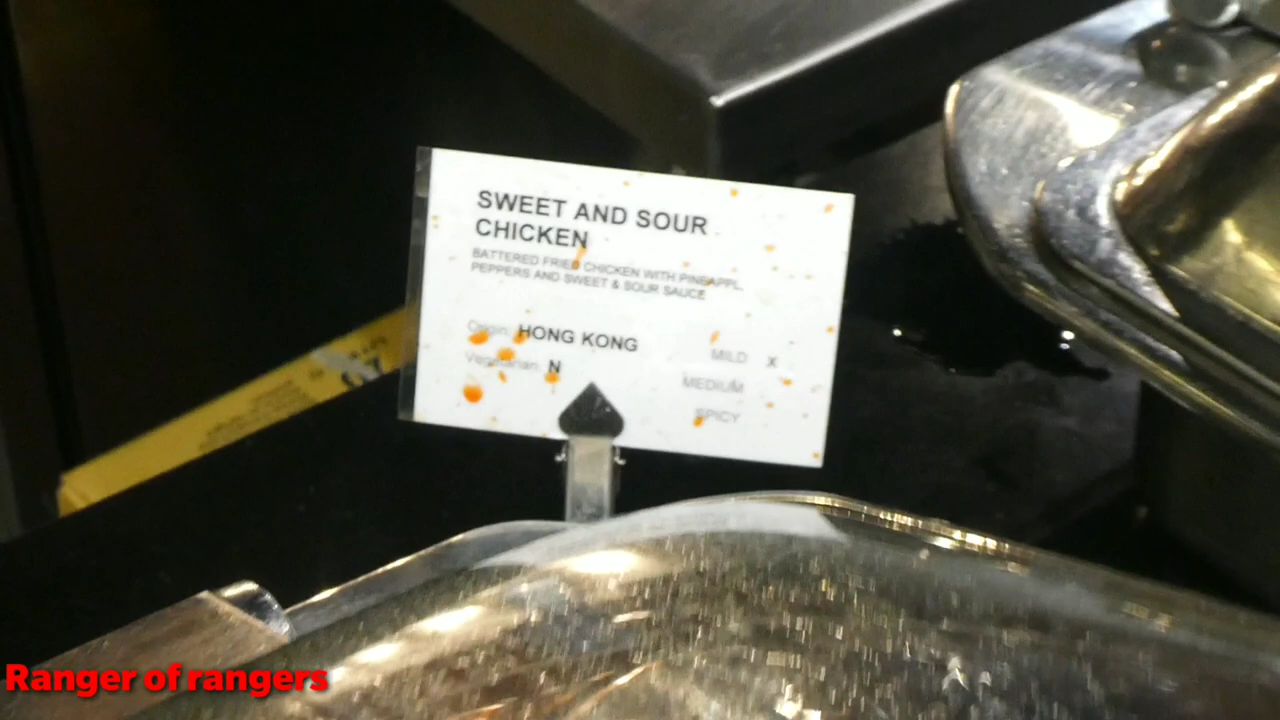 SWEET AND SOUR
CHICKEN
BATTERED FRIED CHICKEN WITH PINEAPPL,
PEPPERS AND SWEET & SOUR SAUCE
Origin: HONG KONG
Vegetarian: N
MILD X
MEDIUM
SPICY
Ranger of rangers